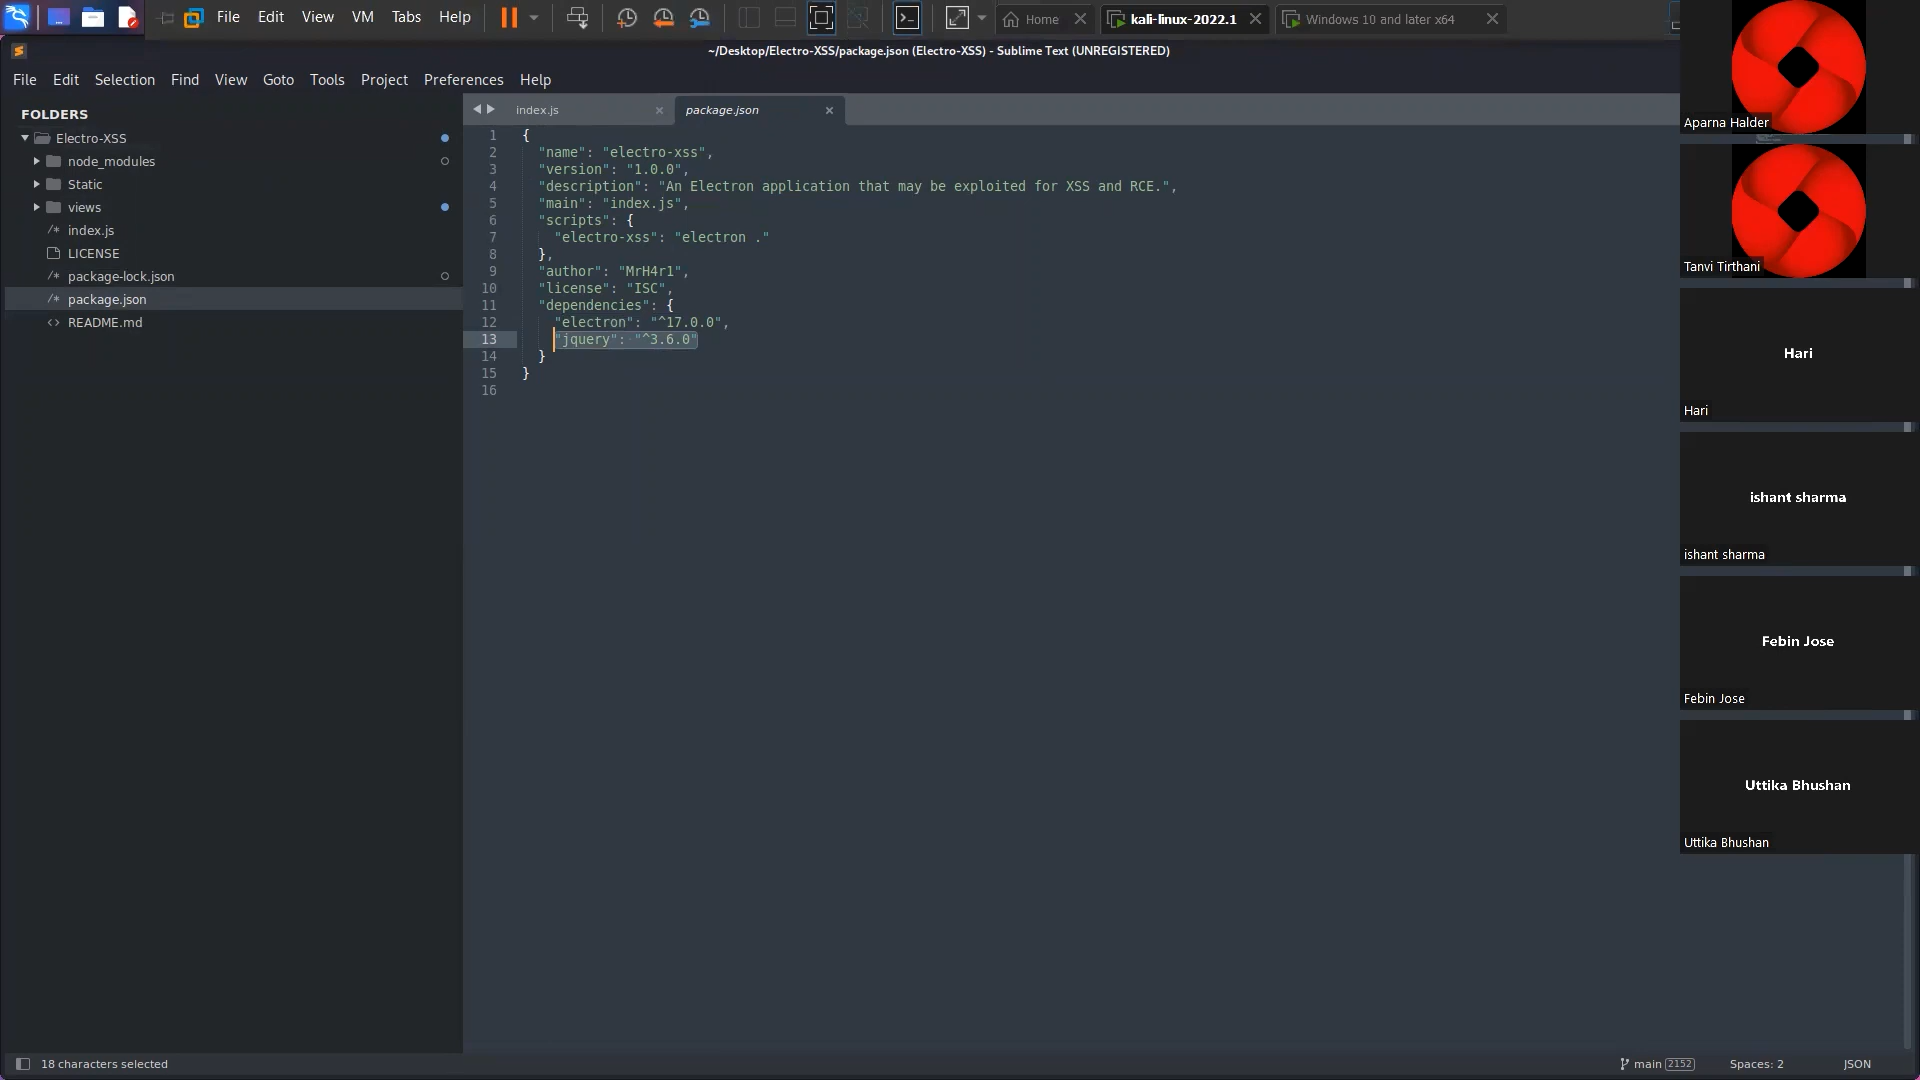 File Edit View VM Tabs Help
Home
kali-linux-2022.1
Windows 10 and later x64
~/Desktop/Electro-XSS/package.json (Electro-XSS) - Sublime Text (UNREGISTERED)
File Edit Selection Find View Goto Tools Project Preferences Help
FOLDERS
Electro-XSS
node_modules
Static
views
/* index.js
LICENSE
/* package-lock.json
/* package.json
<> README.md
index.js
package.json
1 {
2 "name": "electro-xss",
3 "version": "1.0.0",
4 "description": "An Electron application that may be exploited for XSS and RCE.",
5 "main": "index.js",
6 "scripts": {
7 "electro-xss": "electron ."
8 },
9 "author": "MrH4r1",
10 "license": "ISC",
11 "dependencies": {
12 "electron": "^17.0.0",
13 "jquery": "^3.6.0"
14 }
15 }
16
Aparna Halder
Tanvi Tirthani
Hari
Hari
ishant sharma
ishant sharma
Febin Jose
Febin Jose
Uttika Bhushan
Uttika Bhushan
18 characters selected
main 2152
Spaces: 2
JSON